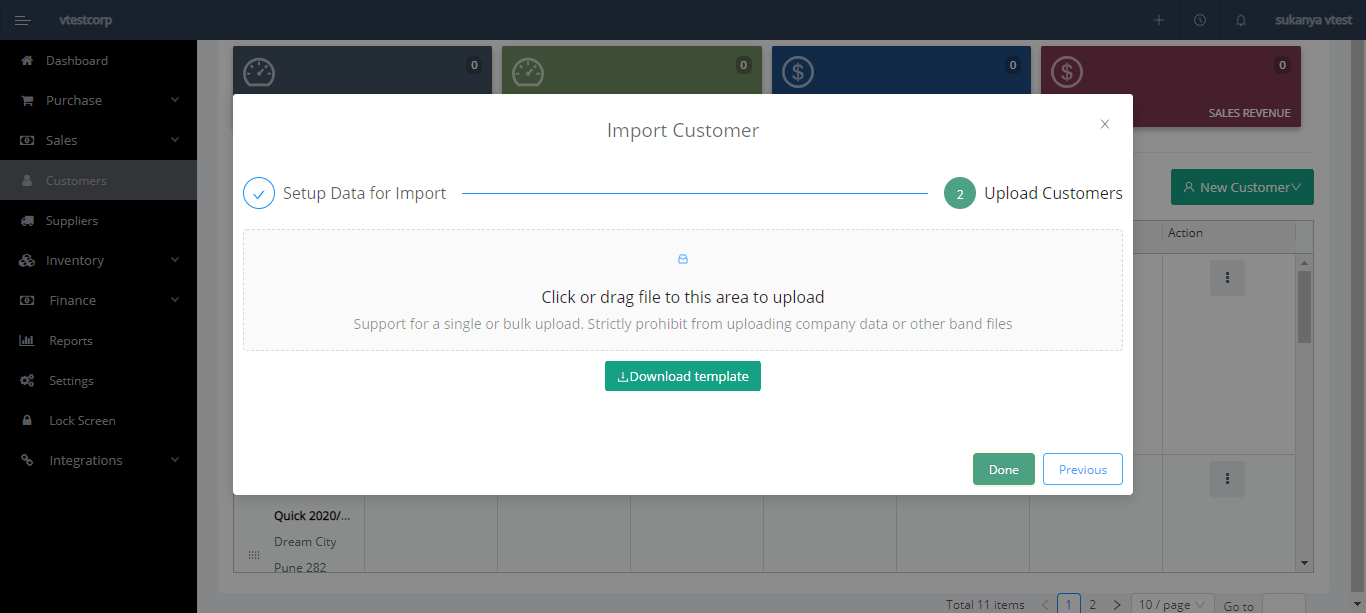 vtestcorp
sukanya vtest
Dashboard
Purchase
Sales
Customers
Suppliers
Inventory
Finance
Reports
Settings
Lock Screen
Integrations
0
0
0
0
SALES REVENUE
Import Customer
Setup Data for Import
2 Upload Customers
Click or drag file to this area to upload
Support for a single or bulk upload. Strictly prohibit from uploading company data or other band files
Download template
Done
Previous
New Customer
Action
Quick 2020/...
Dream City
Pune 282
Total 11 items
1
2
10 / page
Go to